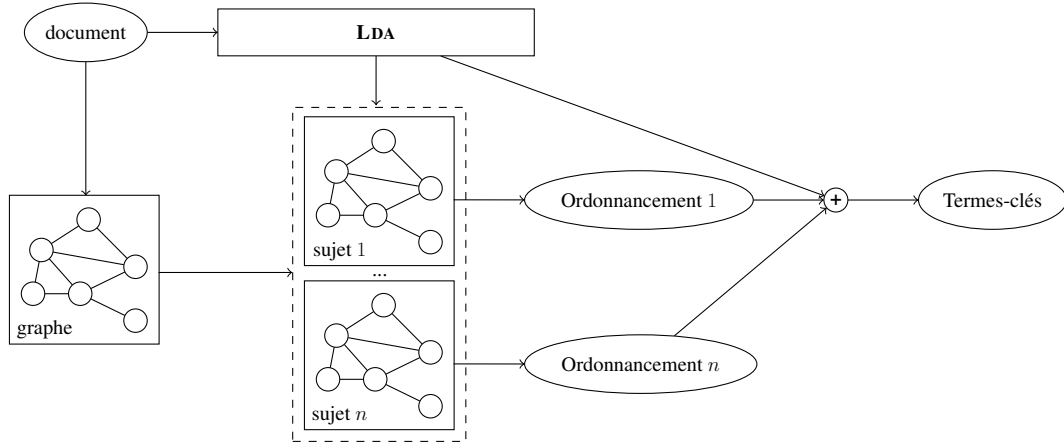 document
LDA
sujet 1
Ordonnancement 1
+
Termes-clés
...
graphe
sujet n
Ordonnancement n